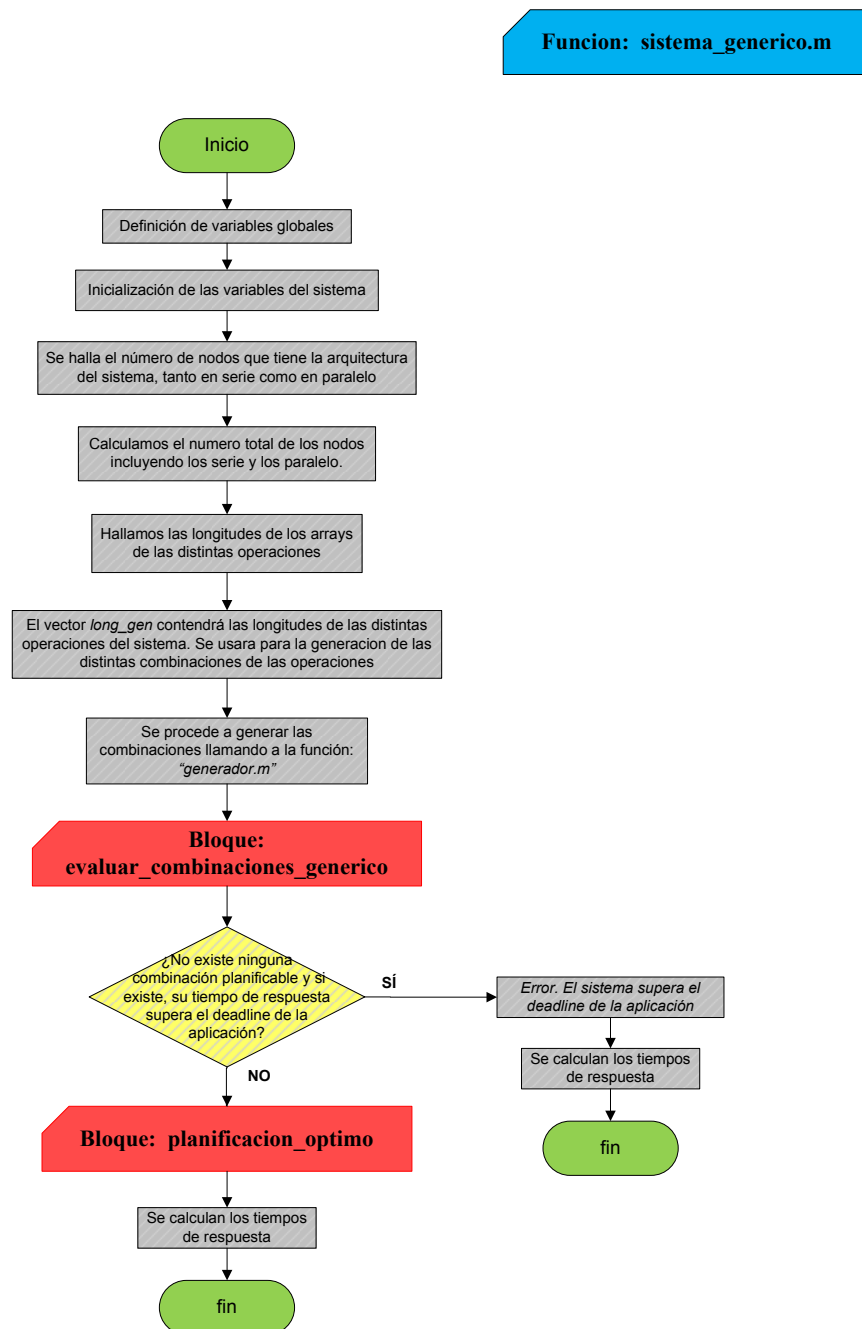 Funcion:  sistema_generico.m
Inicio
Definición de variables globales
Inicialización de las variables del sistema
Se halla el número de nodos que tiene la arquitectura
del sistema, tanto en serie como en paralelo
Calculamos el numero total de los nodos
incluyendo los serie y los paralelo.
Hallamos las longitudes de los arrays
de las distintas operaciones
El vector long_gen contendrá las longitudes de las distintas
operaciones del sistema. Se usara para la generacion de las
distintas combinaciones de las operaciones
Se procede a generar las
combinaciones llamando a la función:
“generador.m”
Bloque:
evaluar_combinaciones_generico
¿No existe ninguna
combinación planificable y si
existe, su tiempo de respuesta
supera el deadline de la
aplicación?
SÍ
Error. El sistema supera el
deadline de la aplicación
Se calculan los tiempos
de respuesta
fin
NO
Bloque:  planificacion_optimo
Se calculan los tiempos
de respuesta
fin